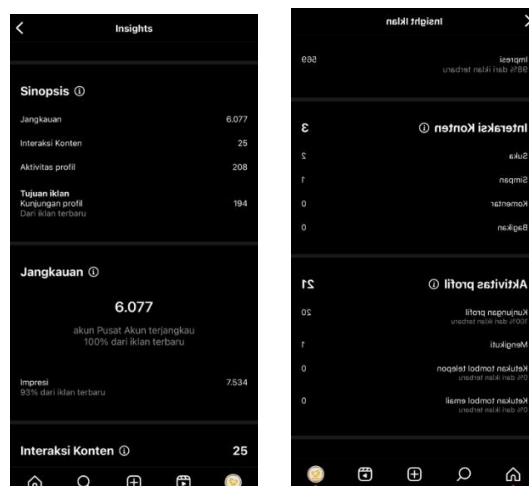 Insights
Sinopsis
Jangkauan 6.077
Interaksi Konten 25
Aktivitas profil 208
Tujuan iklan
Kunjungan profil 194
Dari iklan terbaru
Jangkauan
6.077
akun Pusat Akun terjangkau
100% dari iklan terbaru
Impresi 7.534
93% dari iklan terbaru
Interaksi Konten 25
Insight Iklan
Impresi 569
98% dari iklan terbaru
Interaksi Konten 3
Suka 2
Simpan 1
Komentar 0
Bagikan 0
Aktivitas profil 21
Kunjungan profil 20
100% dari iklan terbaru
Mengikuti 1
Ketukan tombol telepon 0
0% dari iklan terbaru
Ketukan tombol email 0
0% dari iklan terbaru